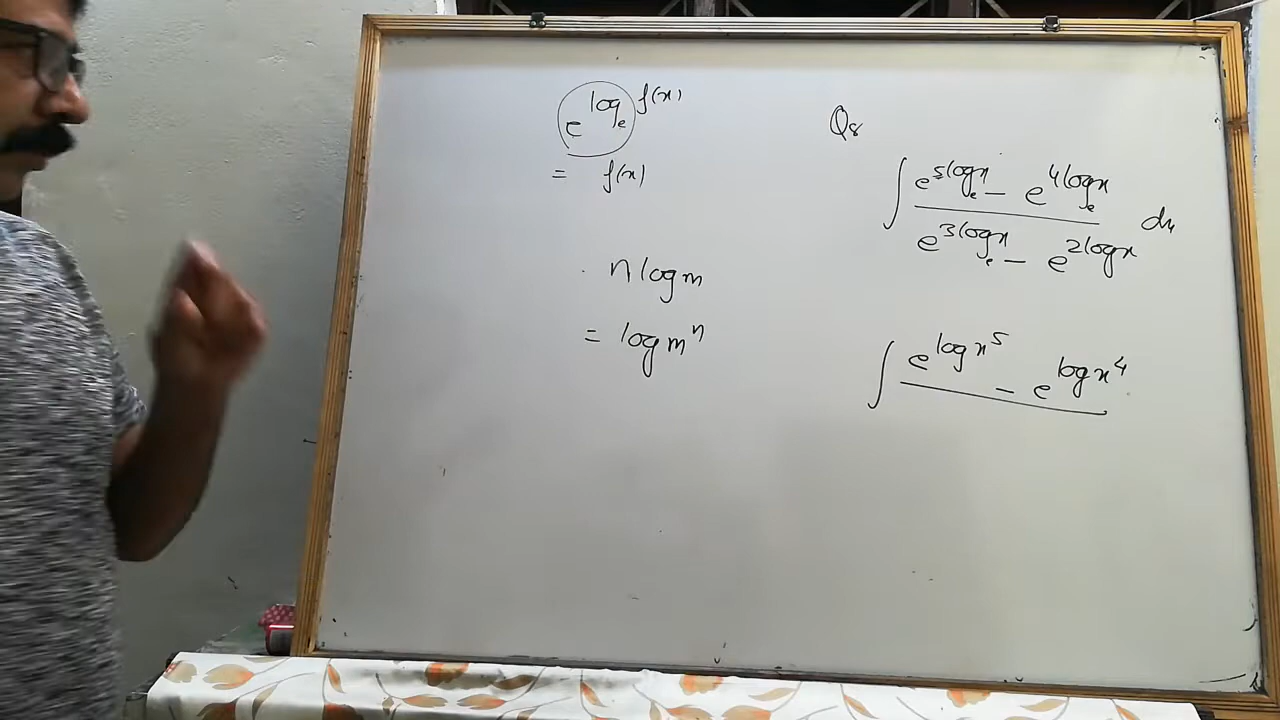 e^{log_e f(x)}
= f(x)
n log m
= log m^n
Q8
∫ (e^{5 log_e x} - e^{4 log_e x}) / (e^{3 log_e x} - e^{2 log x}) dx
∫ e^{log x^5} - e^{log x^4}